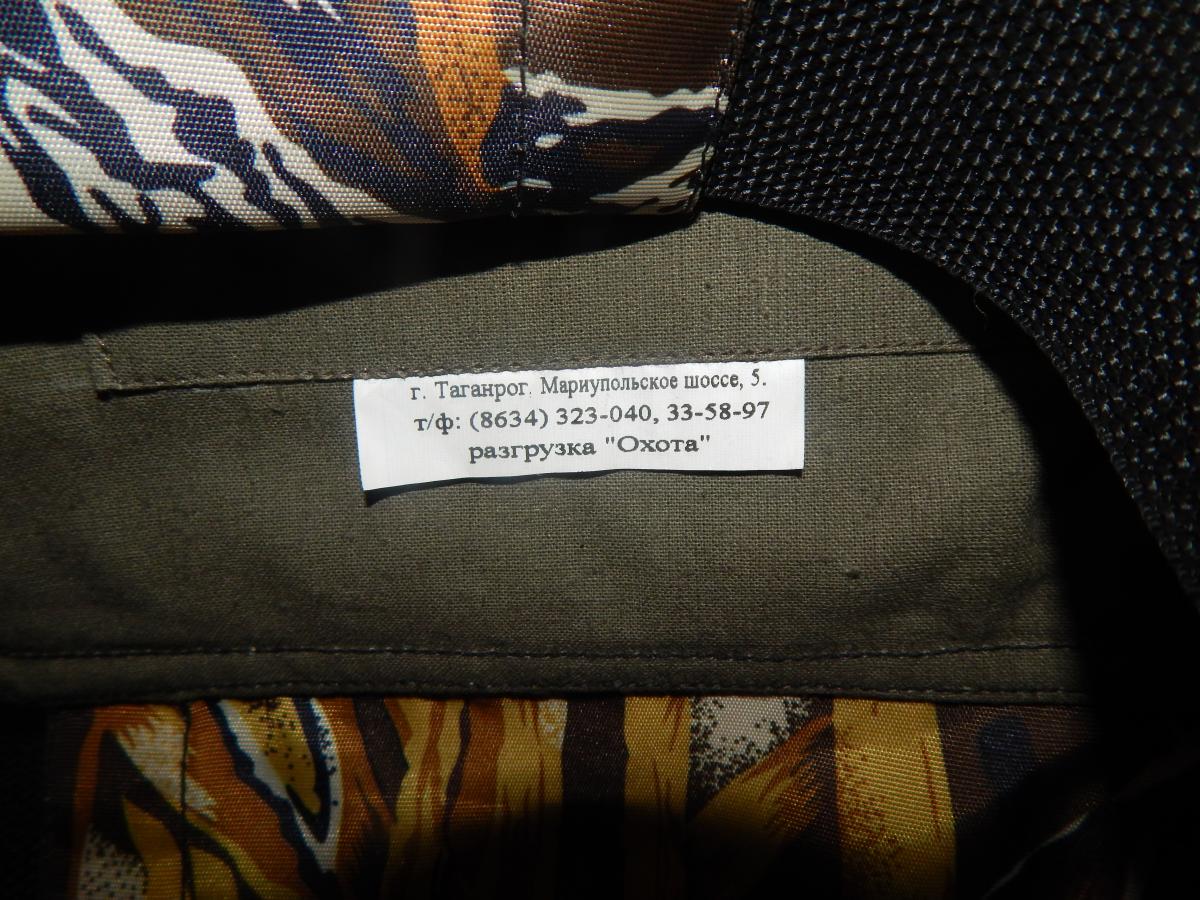 г. Таганрог. Мариупольское шоссе, 5.
т/ф: (8634) 323-040, 33-58-97
разгрузка "Охота"